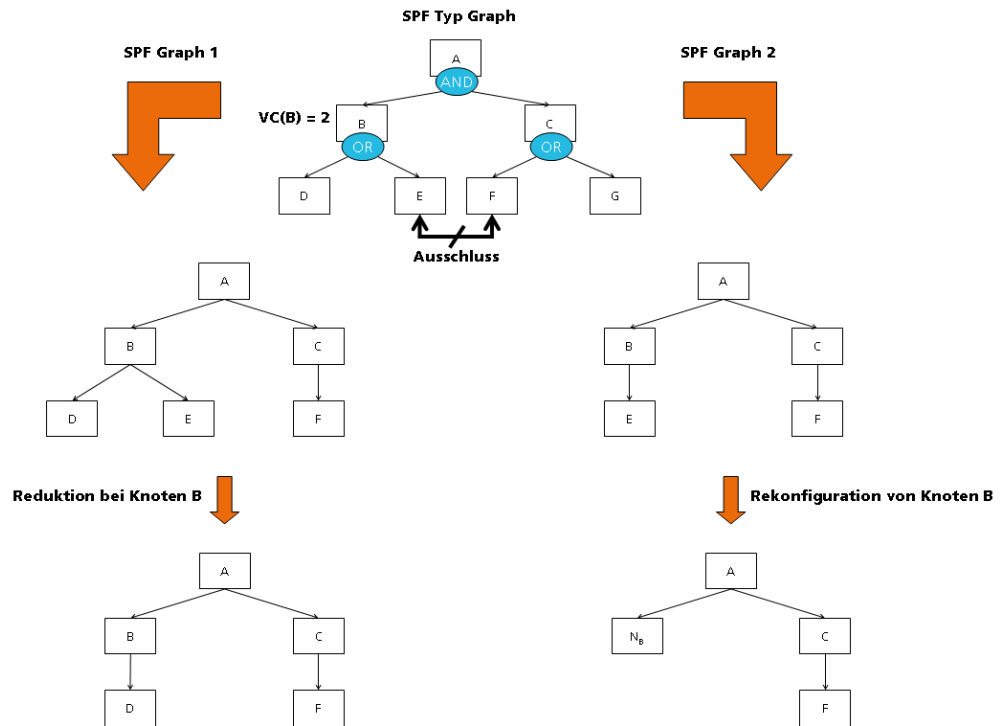 SPF Typ Graph
SPF Graph 1
SPF Graph 2
A
AND
VC(B) = 2
B
C
OR
OR
D
E
F
G
Ausschluss
A
A
B
C
B
C
D
E
F
E
F
Reduktion bei Knoten B
Rekonfiguration von Knoten B
A
A
B
C
N_B
C
D
F
F